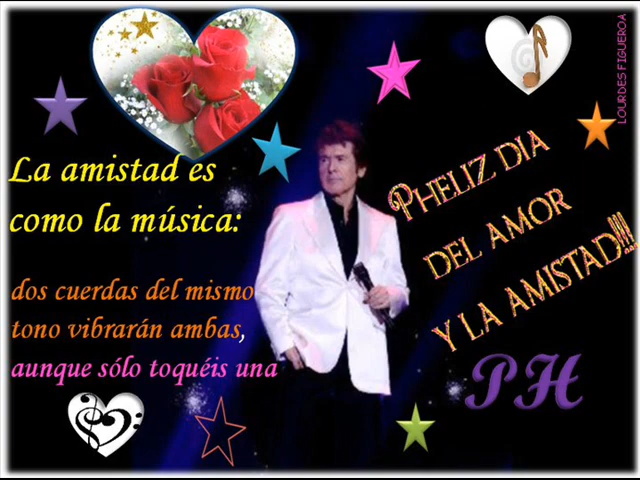 La amistad es
como la música:
dos cuerdas del mismo
tono vibrarán ambas,
aunque sólo toquéis una
PHELIZ DIA
DEL AMOR
Y LA AMISTAD!!!
PH
LOURDES FIGUEROA